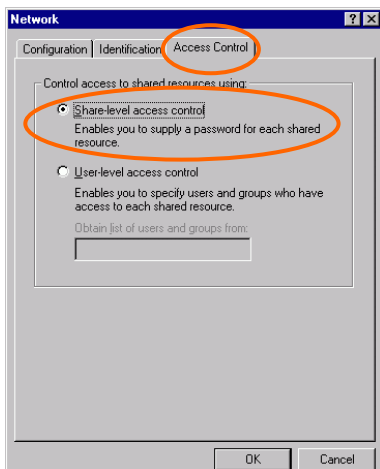 Network
Configuration Identification Access Control
Control access to shared resources using:
Share-level access control
Enables you to supply a password for each shared
resource.
User-level access control
Enables you to specify users and groups who have
access to each shared resource.
Obtain list of users and groups from:
OK Cancel